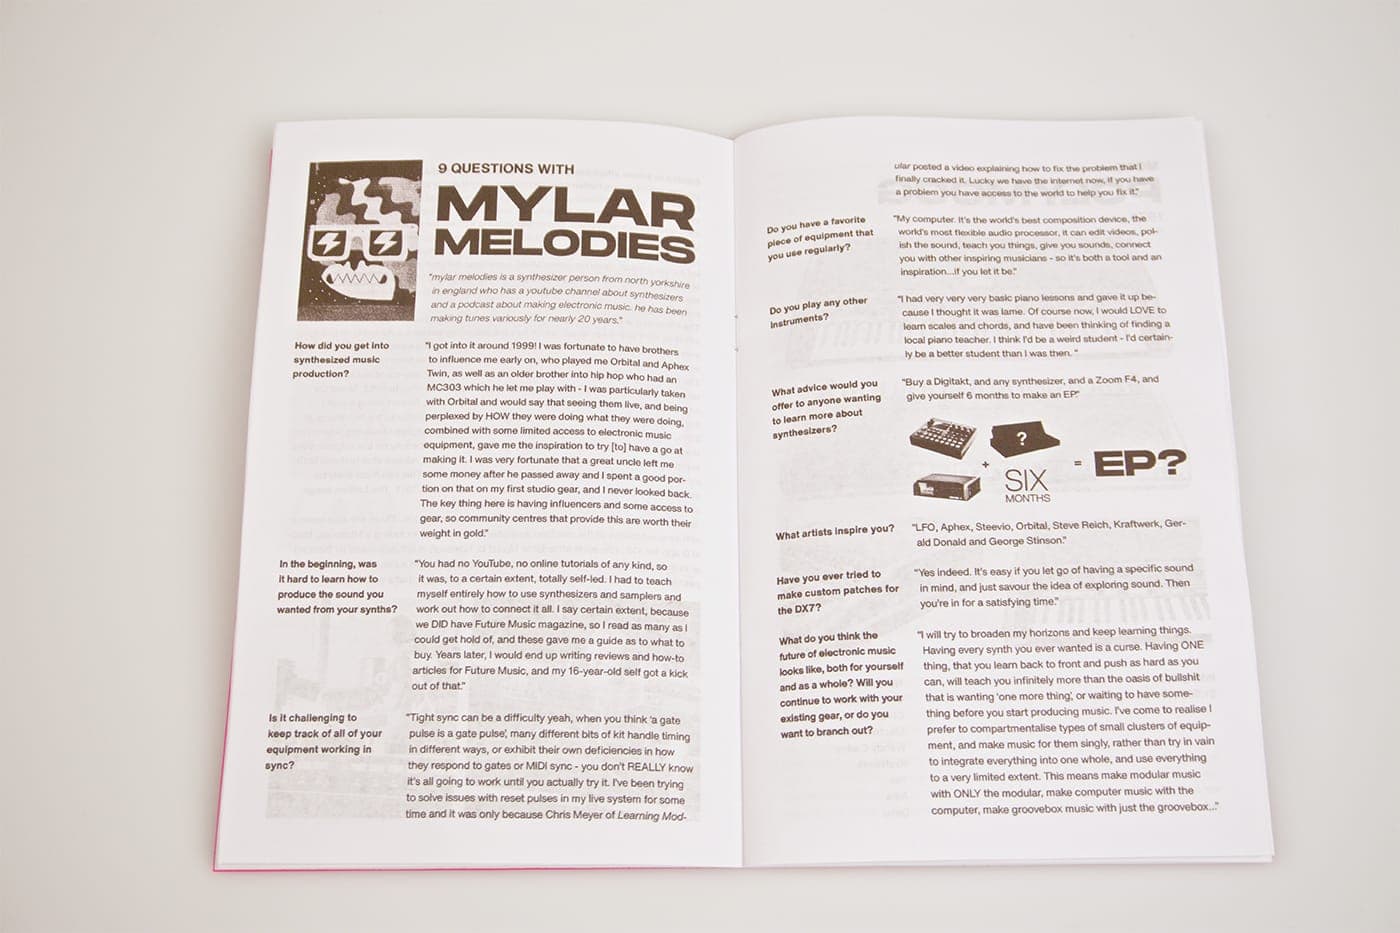 9 QUESTIONS WITH
MYLAR
MELODIES
"mylar melodies is a synthesizer person from north yorkshire
in england who has a youtube channel about synthesizers
and a podcast about making electronic music. he has been
making tunes variously for nearly 20 years."
How did you get into
synthesized music
production?
"I got into it around 1999! I was fortunate to have brothers
to influence me early on, who played me Orbital and Aphex
Twin, as well as an older brother into hip hop who had an
MC303 which he let me play with - I was particularly taken
with Orbital and would say that seeing them live, and being
perplexed by HOW they were doing what they were doing,
combined with some limited access to electronic music
equipment, gave me the inspiration to try [to] have a go at
making it. I was very fortunate that a great uncle left me
some money after he passed away and I spent a good por-
tion on that on my first studio gear, and I never looked back.
The key thing here is having influencers and some access to
gear, so community centres that provide this are worth their
weight in gold."
In the beginning, was
it hard to learn how to
produce the sound you
wanted from your synths?
"You had no YouTube, no online tutorials of any kind, so
it was, to a certain extent, totally self-led. I had to teach
myself entirely how to use synthesizers and samplers and
work out how to connect it all. I say certain extent, because
we DID have Future Music magazine, so I read as many as I
could get hold of, and these gave me a guide as to what to
buy. Years later, I would end up writing reviews and how-to
articles for Future Music, and my 16-year-old self got a kick
out of that."
Is it challenging to
keep track of all of your
equipment working in
sync?
"Tight sync can be a difficulty yeah, when you think 'a gate
pulse is a gate pulse', many different bits of kit handle timing
in different ways, or exhibit their own deficiencies in how
they respond to gates or MIDI sync - you don't REALLY know
it's all going to work until you actually try it. I've been trying
to solve issues with reset pulses in my live system for some
time and it was only because Chris Meyer of Learning Mod-
ular posted a video explaining how to fix the problem that I
finally cracked it. Lucky we have the internet now, if you have
a problem you have access to the world to help you fix it."
Do you have a favorite
piece of equipment that
you use regularly?
"My computer. It's the world's best composition device, the
world's most flexible audio processor, it can edit videos, pol-
ish the sound, teach you things, give you sounds, connect
you with other inspiring musicians - so it's both a tool and an
inspiration...if you let it be."
Do you play any other
instruments?
"I had very very very basic piano lessons and gave it up be-
cause I thought it was lame. Of course now, I would LOVE to
learn scales and chords, and have been thinking of finding a
local piano teacher. I think I'd be a weird student - I'd certain-
ly be a better student than I was then. "
What advice would you
offer to anyone wanting
to learn more about
synthesizers?
"Buy a Digitakt, and any synthesizer, and a Zoom F4, and
give yourself 6 months to make an EP."
?
+ SIX MONTHS = EP?
What artists inspire you?
"LFO, Aphex, Steevio, Orbital, Steve Reich, Kraftwerk, Ger-
ald Donald and George Stinson."
Have you ever tried to
make custom patches for
the DX7?
"Yes indeed. It's easy if you let go of having a specific sound
in mind, and just savour the idea of exploring sound. Then
you're in for a satisfying time."
What do you think the
future of electronic music
looks like, both for yourself
and as a whole? Will you
continue to work with your
existing gear, or do you
want to branch out?
"I will try to broaden my horizons and keep learning things.
Having every synth you ever wanted is a curse. Having ONE
thing, that you learn back to front and push as hard as you
can, will teach you infinitely more than the oasis of bullshit
that is wanting 'one more thing', or waiting to have some-
thing before you start producing music. I've come to realise I
prefer to compartmentalise types of small clusters of equip-
ment, and make music for them singly, rather than try in vain
to integrate everything into one whole, and use everything
to a very limited extent. This means make modular music
with ONLY the modular, make computer music with the
computer, make groovebox music with just the groovebox..."